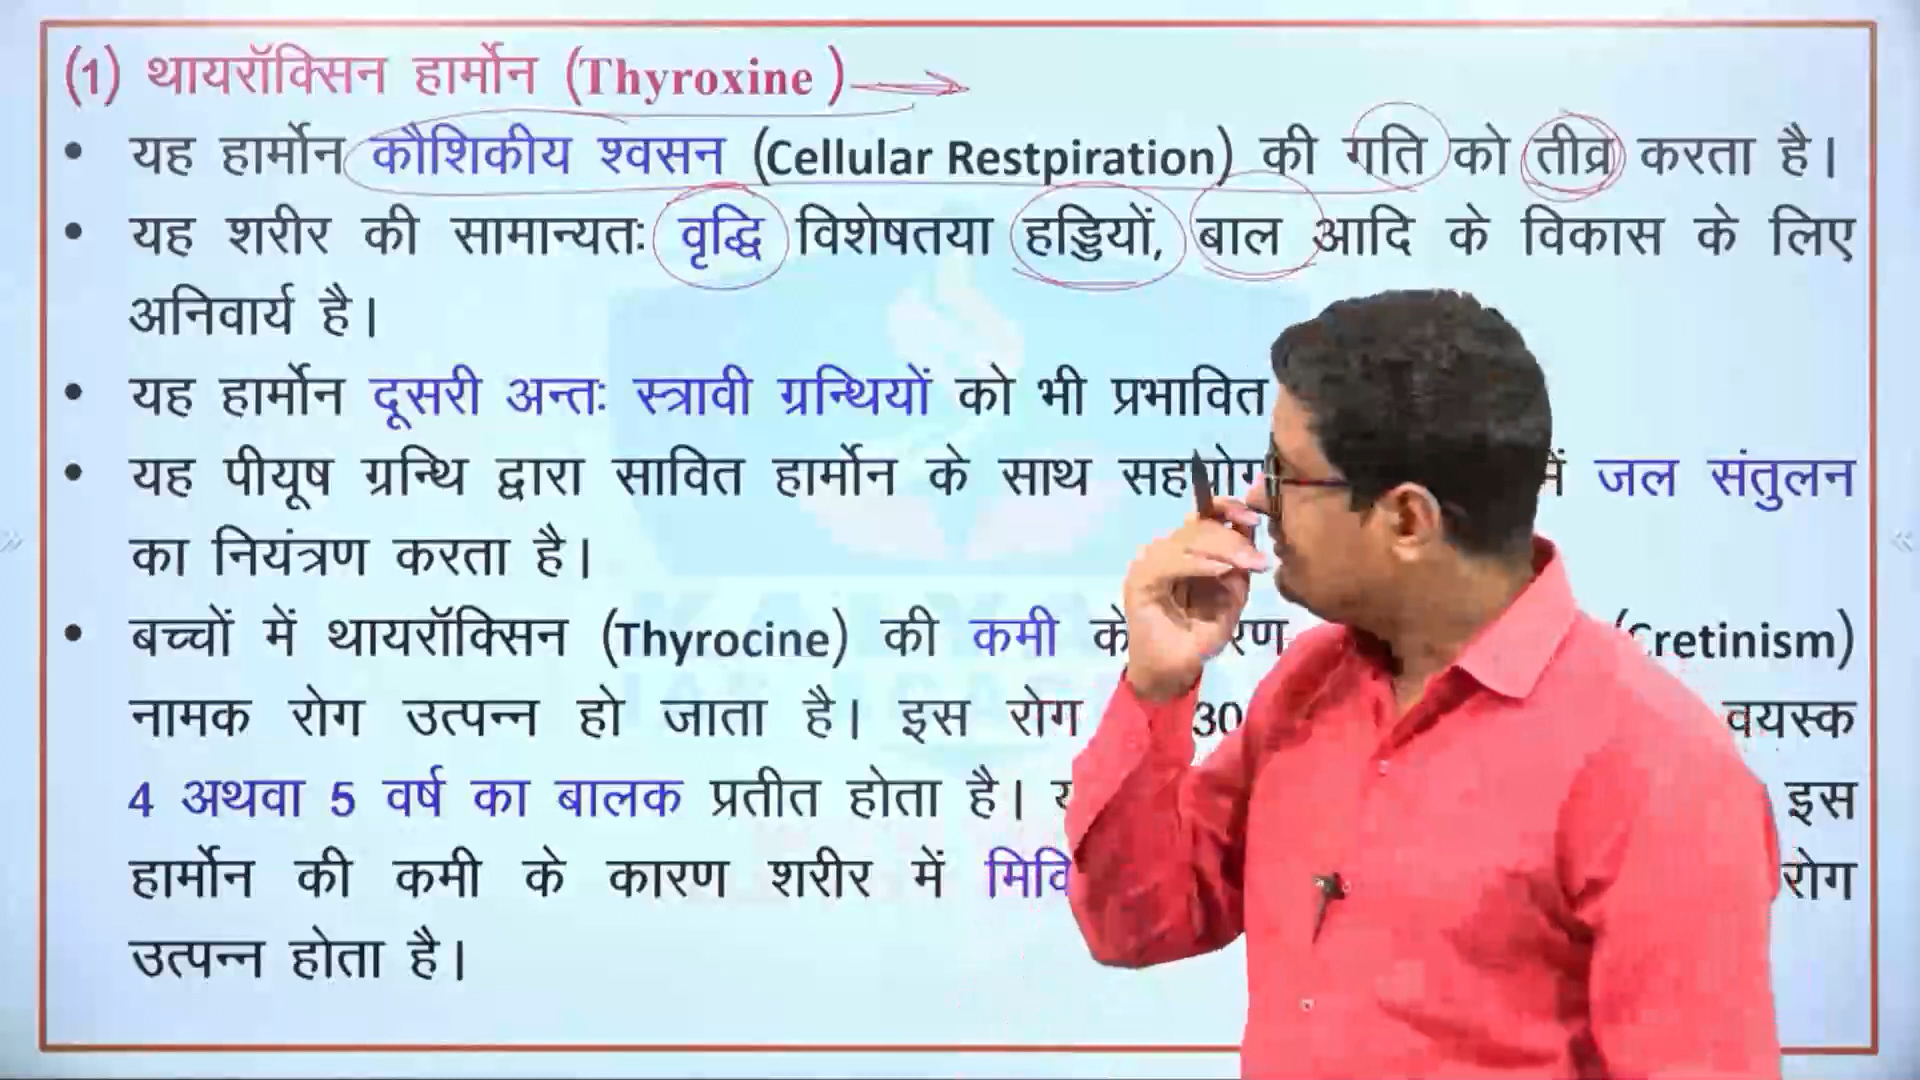 (1) थायरॉक्सिन हार्मोन (Thyroxine )
• यह हार्मोन कौशिकीय श्वसन (Cellular Restpiration) की गति को तीव्र करता है।
• यह शरीर की सामान्यतः वृद्धि विशेषतया हड्डियों, बाल आदि के विकास के लिए
अनिवार्य है।
• यह हार्मोन दूसरी अन्तः स्त्रावी ग्रन्थियों को भी प्रभावित
• यह पीयूष ग्रन्थि द्वारा सावित हार्मोन के साथ में जल संतुलन
का नियंत्रण करता है।
• बच्चों में थायरॉक्सिन (Thyrocine) की कमी के (Cretinism)
नामक रोग उत्पन्न हो जाता है। इस रोग 30 वयस्क
4 अथवा 5 वर्ष का बालक प्रतीत होता है। इस
हार्मोन की कमी के कारण शरीर में रोग
उत्पन्न होता है।